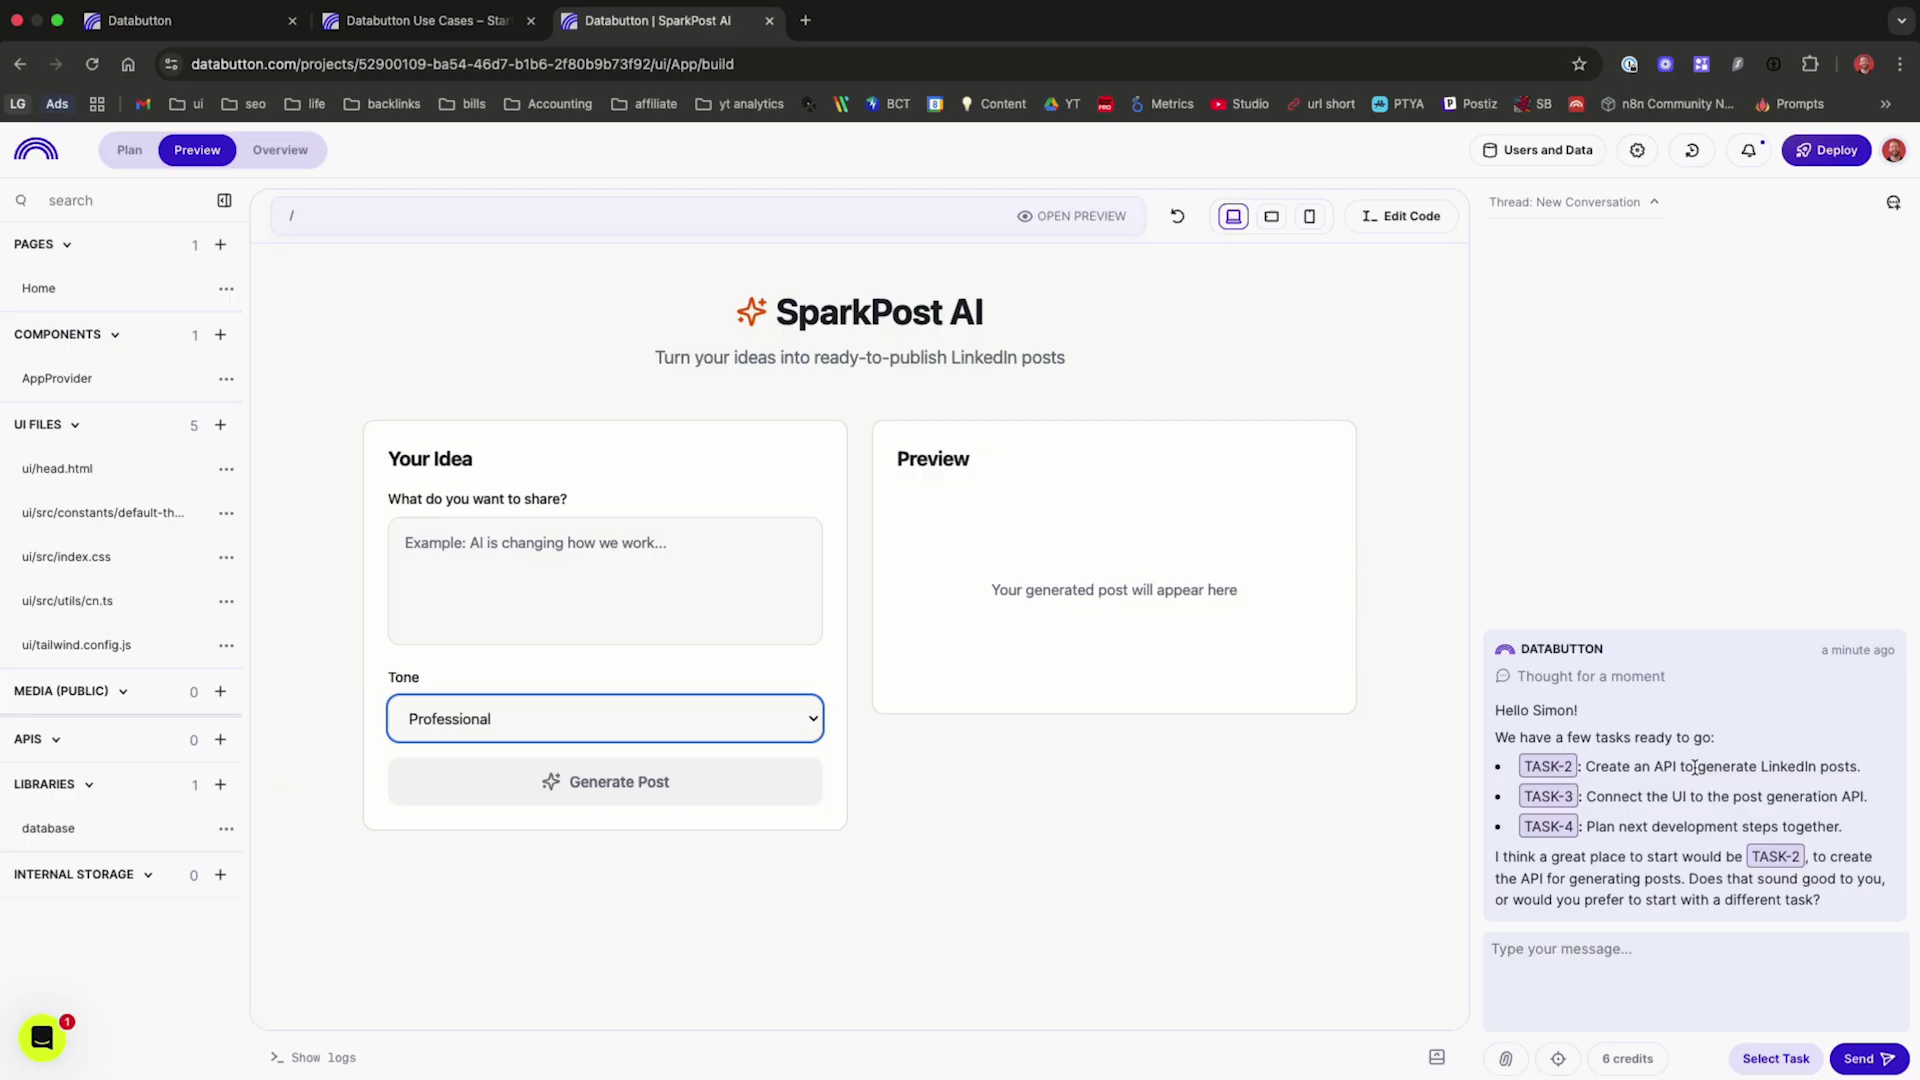 Databutton
Databutton Use Cases – Star
Databutton | SparkPost AI
databutton.com/projects/52900109-ba54-46d7-b1b6-2f80b9b73f92/ui/App/build
LG Ads ui seo life backlinks bills Accounting affiliate yt analytics BCT Content YT Metrics Studio url short PTYA Postiz SB n8n Community N... Prompts
Plan Preview Overview
Users and Data
Deploy
search
PAGES 1
Home
COMPONENTS 1
AppProvider
UI FILES 5
ui/head.html
ui/src/constants/default-th...
ui/src/index.css
ui/src/utils/cn.ts
ui/tailwind.config.js
MEDIA (PUBLIC) 0
APIS 0
LIBRARIES 1
database
INTERNAL STORAGE 0
1
/ OPEN PREVIEW
Edit Code
SparkPost AI
Turn your ideas into ready-to-publish LinkedIn posts
Your Idea
What do you want to share?
Example: AI is changing how we work...
Tone
Professional
Generate Post
Preview
Your generated post will appear here
>_ Show logs
Thread: New Conversation
DATABUTTON a minute ago
Thought for a moment
Hello Simon!
We have a few tasks ready to go:
• TASK-2: Create an API to generate LinkedIn posts.
• TASK-3: Connect the UI to the post generation API.
• TASK-4: Plan next development steps together.
I think a great place to start would be TASK-2, to create
the API for generating posts. Does that sound good to you,
or would you prefer to start with a different task?
Type your message...
6 credits
Select Task
Send